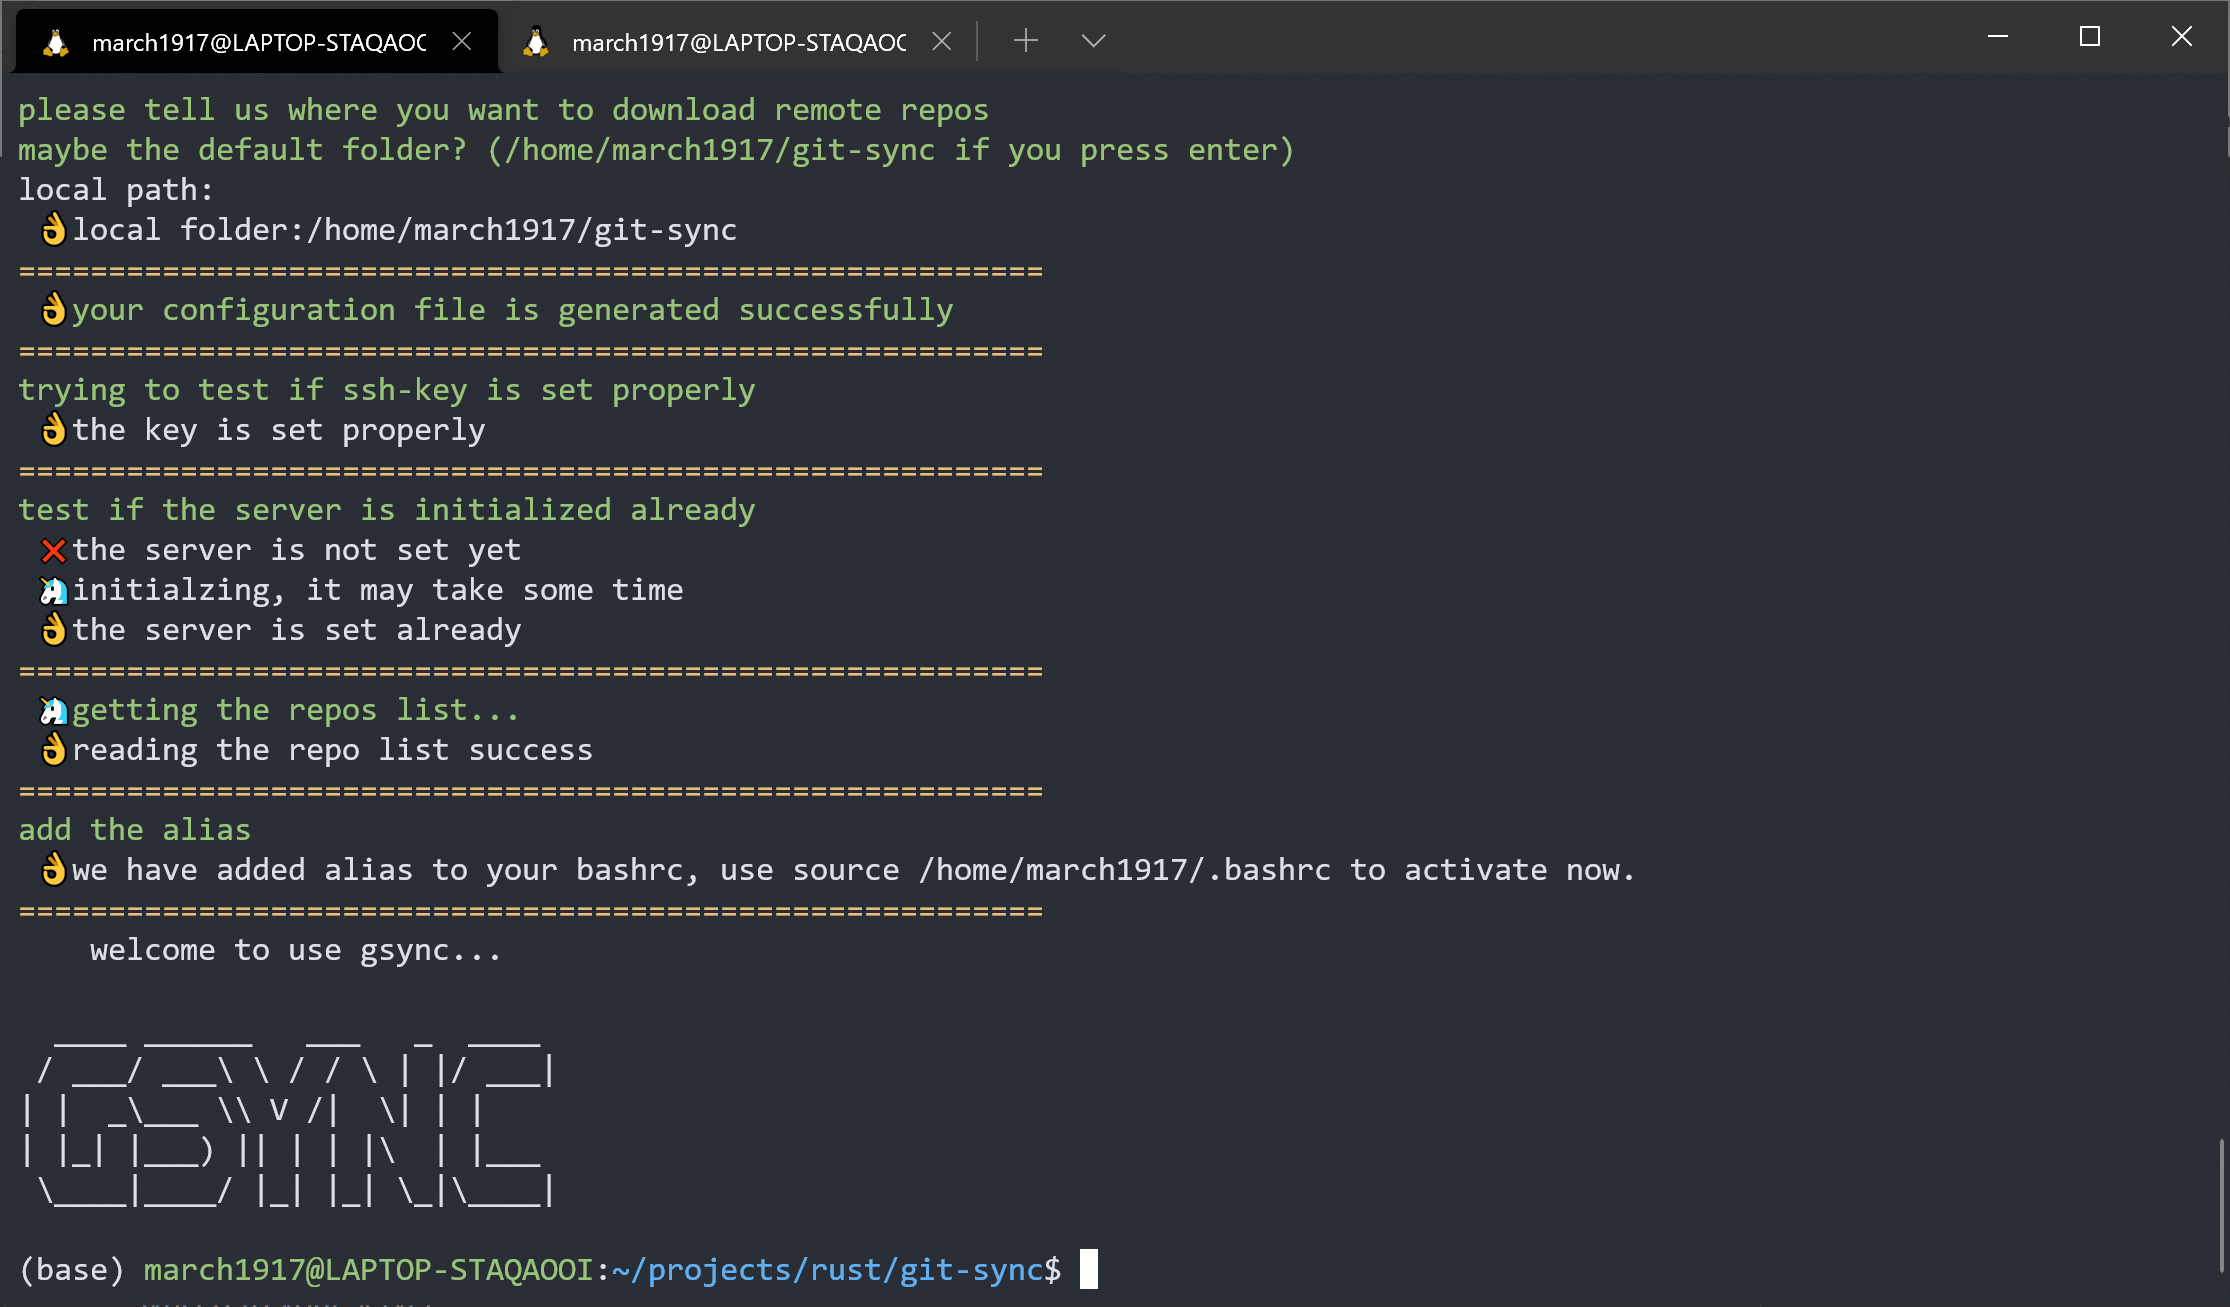 march1917@LAPTOP-STAQAOC
march1917@LAPTOP-STAQAOC
please tell us where you want to download remote repos
maybe the default folder? (/home/march1917/git-sync if you press enter)
local path:
👌local folder:/home/march1917/git-sync
=========================================================
👌your configuration file is generated successfully
=========================================================
trying to test if ssh-key is set properly
👌the key is set properly
=========================================================
test if the server is initialized already
❌the server is not set yet
🦄initialzing, it may take some time
👌the server is set already
=========================================================
🦄getting the repos list...
👌reading the repo list success
=========================================================
add the alias
👌we have added alias to your bashrc, use source /home/march1917/.bashrc to activate now.
=========================================================
    welcome to use gsync...
  ____ ______   ___   _  ____
 / ___/ ___\ \ / / \ | |/ ___|
| |  _\___ \\ V /|  \| | |
| |_| |___) || | | |\  | |___
 \____|____/ |_| |_| \_|\____|
(base) march1917@LAPTOP-STAQAOOI:~/projects/rust/git-sync$